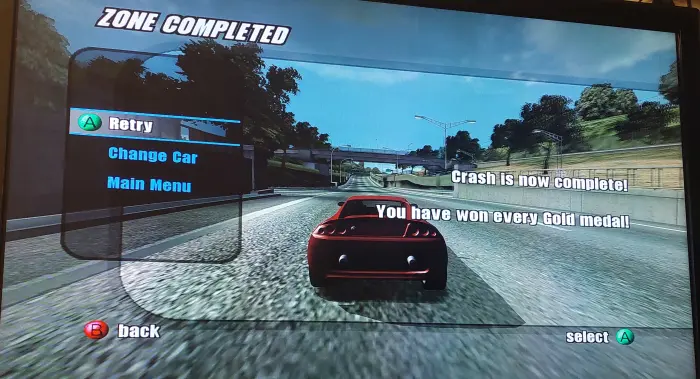 ZONE COMPLETED
A Retry
Change Car
Main Menu
Crash is now complete!
You have won every Gold medal!
B back
select A